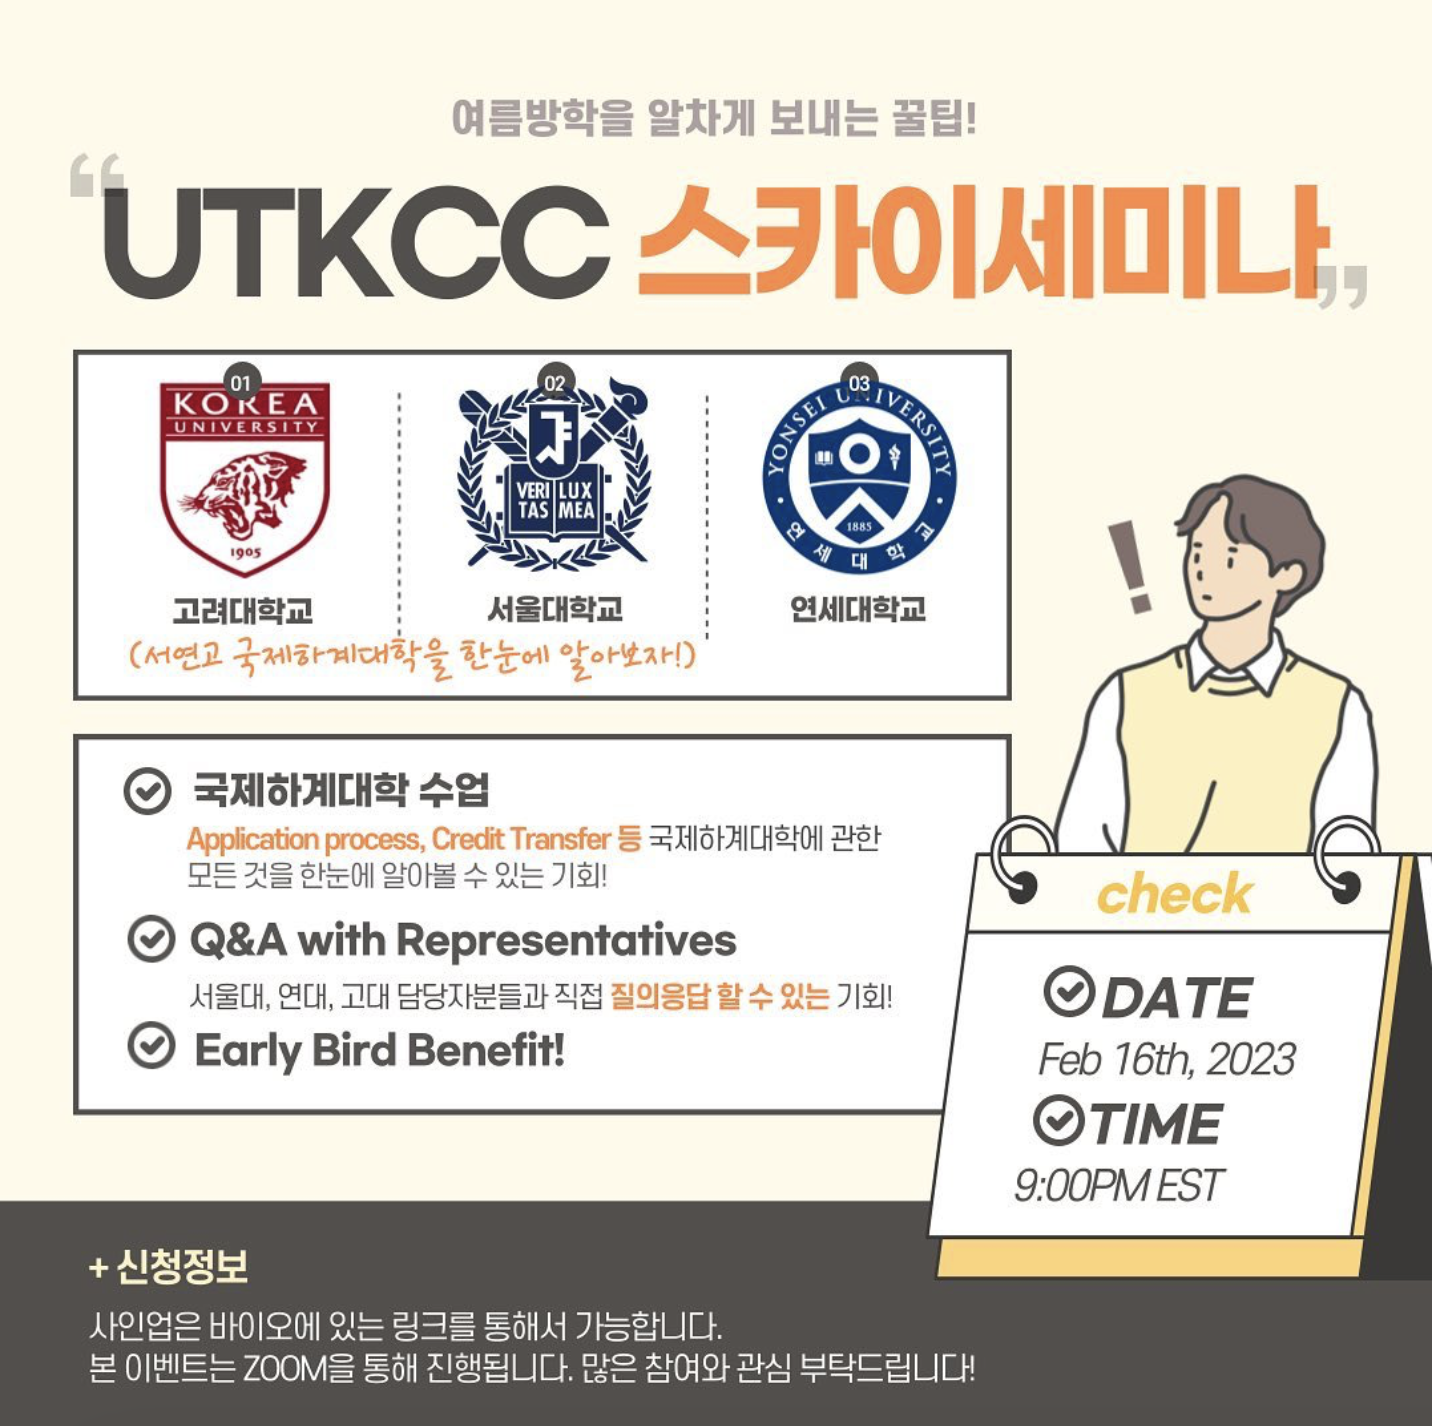 여름방학을 알차게 보내는 꿀팁!
“UTKCC 스카이세미나”
01
KOREA
UNIVERSITY
1905
고려대학교
02
VERI LUX
TAS MEA
서울대학교
03
YONSEI UNIVERSITY
1885
연세대학교
연세대학교
(서연고 국제하계대학을 한눈에 알아보자!)
!
국제하계대학 수업
Application process, Credit Transfer 등 국제하계대학에 관한
모든 것을 한눈에 알아볼 수 있는 기회!
Q&A with Representatives
서울대, 연대, 고대 담당자분들과 직접 질의응답 할 수 있는 기회!
Early Bird Benefit!
check
DATE
Feb 16th, 2023
TIME
9:00PM EST
+ 신청정보
사인업은 바이오에 있는 링크를 통해서 가능합니다.
본 이벤트는 ZOOM을 통해 진행됩니다. 많은 참여와 관심 부탁드립니다!